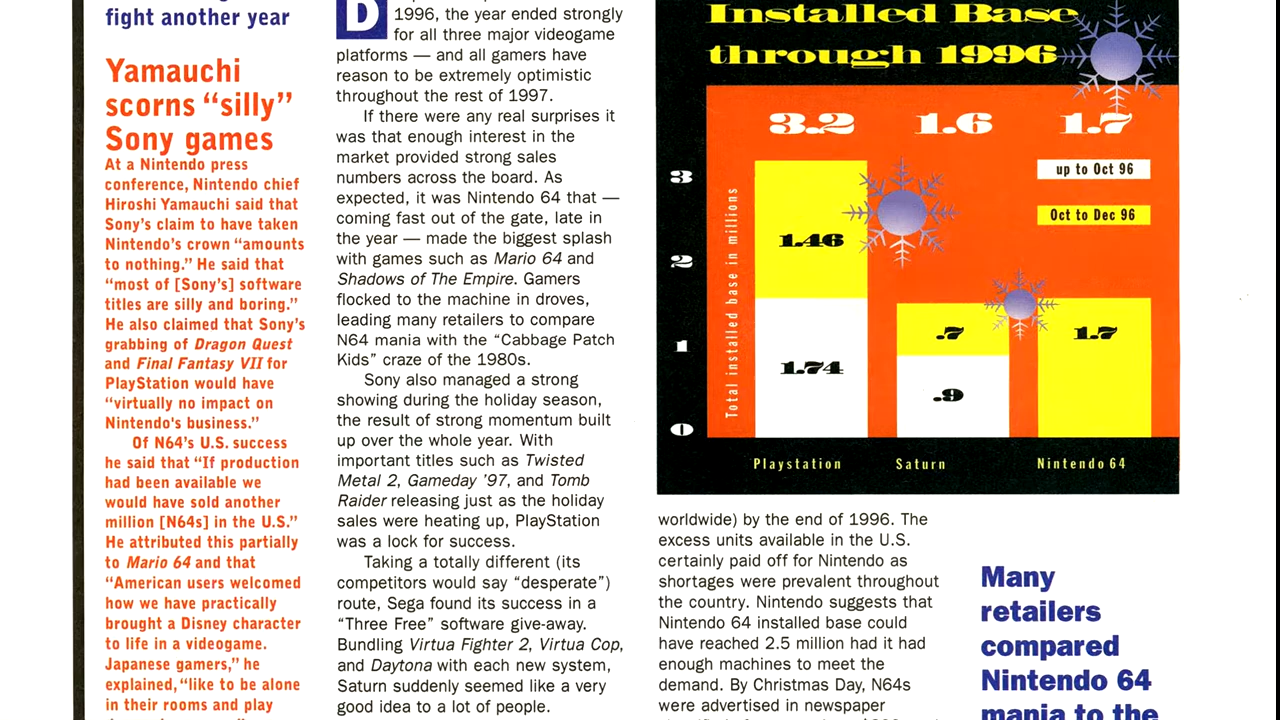 fight another year
Yamauchi
scorns “silly”
Sony games
At a Nintendo press
conference, Nintendo chief
Hiroshi Yamauchi said that
Sony’s claim to have taken
Nintendo’s crown “amounts
to nothing.” He said that
“most of [Sony’s] software
titles are silly and boring.”
He also claimed that Sony’s
grabbing of Dragon Quest
and Final Fantasy VII for
PlayStation would have
“virtually no impact on
Nintendo’s business.”
Of N64’s U.S. success
he said that “If production
had been available we
would have sold another
million [N64s] in the U.S.”
He attributed this partially
to Mario 64 and that
“American users welcomed
how we have practically
brought a Disney character
to life in a videogame.
Japanese gamers,” he
explained, “like to be alone
in their rooms and play
D
1996, the year ended strongly
for all three major videogame
platforms — and all gamers have
reason to be extremely optimistic
throughout the rest of 1997.
If there were any real surprises it
was that enough interest in the
market provided strong sales
numbers across the board. As
expected, it was Nintendo 64 that —
coming fast out of the gate, late in
the year — made the biggest splash
with games such as Mario 64 and
Shadows of The Empire. Gamers
flocked to the machine in droves,
leading many retailers to compare
N64 mania with the “Cabbage Patch
Kids” craze of the 1980s.
Sony also managed a strong
showing during the holiday season,
the result of strong momentum built
up over the whole year. With
important titles such as Twisted
Metal 2, Gameday ’97, and Tomb
Raider releasing just as the holiday
sales were heating up, PlayStation
was a lock for success.
Taking a totally different (its
competitors would say “desperate”)
route, Sega found its success in a
“Three Free” software give-away.
Bundling Virtua Fighter 2, Virtua Cop,
and Daytona with each new system,
Saturn suddenly seemed like a very
good idea to a lot of people.
Installed Base
through 1996
3.2 1.6 1.7
up to Oct 96
Oct to Dec 96
3
2
1
0
Total installed base in millions
1.46
1.74
.7
.9
1.7
Playstation Saturn Nintendo 64
worldwide) by the end of 1996. The
excess units available in the U.S.
certainly paid off for Nintendo as
shortages were prevalent throughout
the country. Nintendo suggests that
Nintendo 64 installed base could
have reached 2.5 million had it had
enough machines to meet the
demand. By Christmas Day, N64s
were advertised in newspaper
Many
retailers
compared
Nintendo 64
mania to the